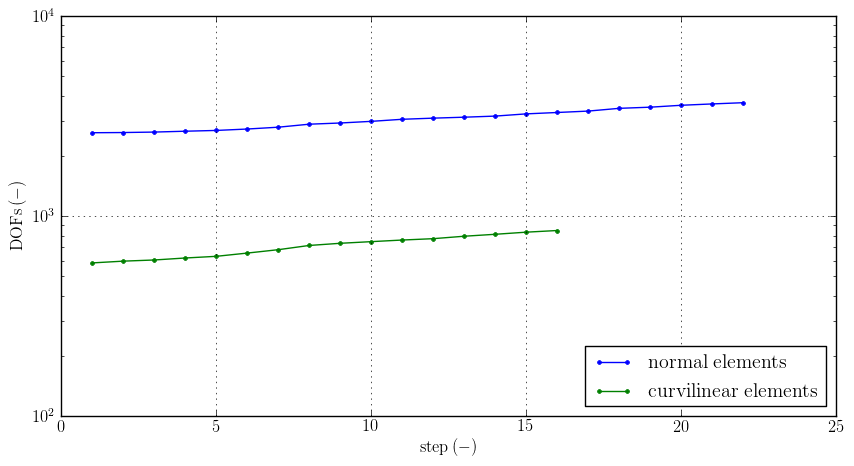 10^4
10^3
10^2
DOFs (−)
0 5 10 15 20 25
step (−)
normal elements
curvilinear elements